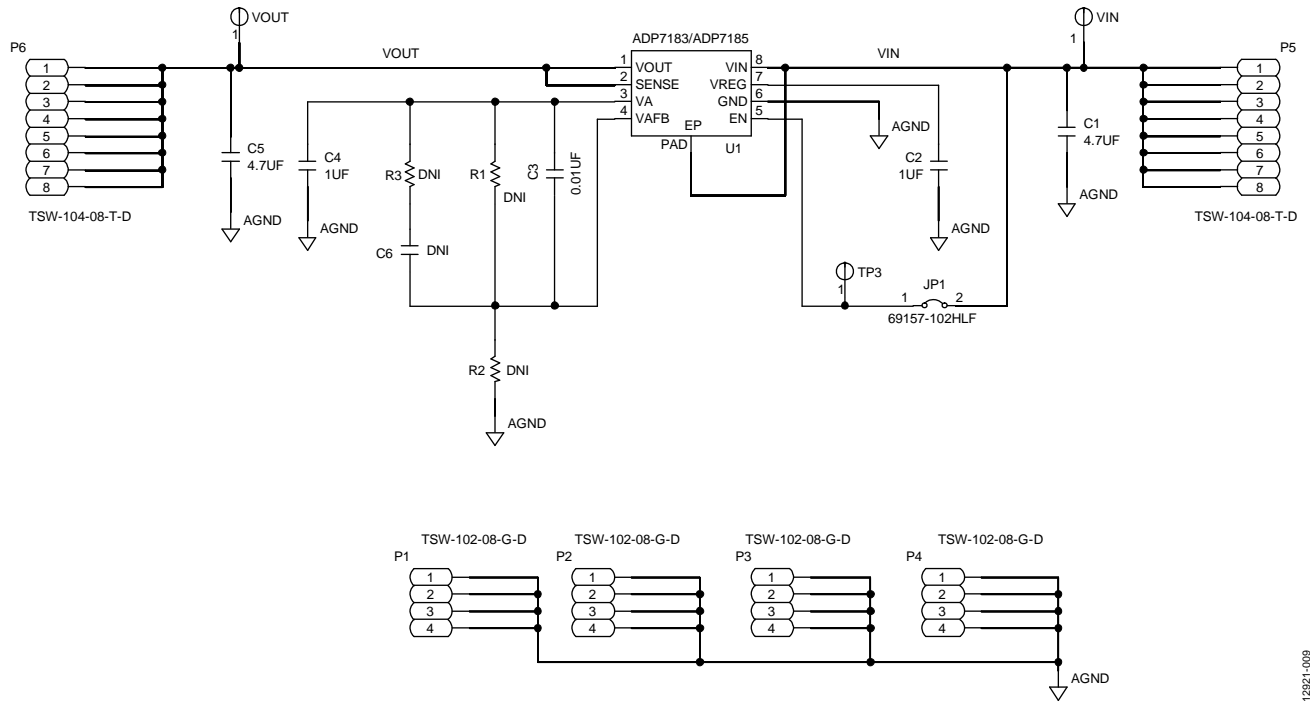 VOUT
1
VIN
1
P6
VOUT
ADP7183/ADP7185
VIN
P5
1
2
3
4
5
6
7
8
TSW-104-08-T-D
1
2
3
4
VOUT
SENSE
VA
VAFB
VIN
VREG
GND
EN
EP
PAD
U1
8
7
6
5
1
2
3
4
5
6
7
8
TSW-104-08-T-D
C5
4.7UF
AGND
C4
1UF
AGND
R3
DNI
C6
DNI
R1
DNI
C3
0.01UF
R2
DNI
AGND
AGND
C2
1UF
AGND
C1
4.7UF
AGND
TP3
1
JP1
1
2
69157-102HLF
TSW-102-08-G-D
P1
1
2
3
4
TSW-102-08-G-D
P2
1
2
3
4
TSW-102-08-G-D
P3
1
2
3
4
TSW-102-08-G-D
P4
1
2
3
4
AGND
12921-009